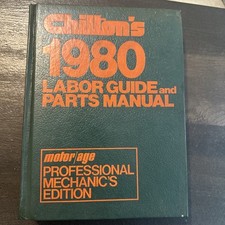 Chilton's
1980
LABOR GUIDE and
PARTS MANUAL
motor/age
PROFESSIONAL
MECHANIC'S
EDITION